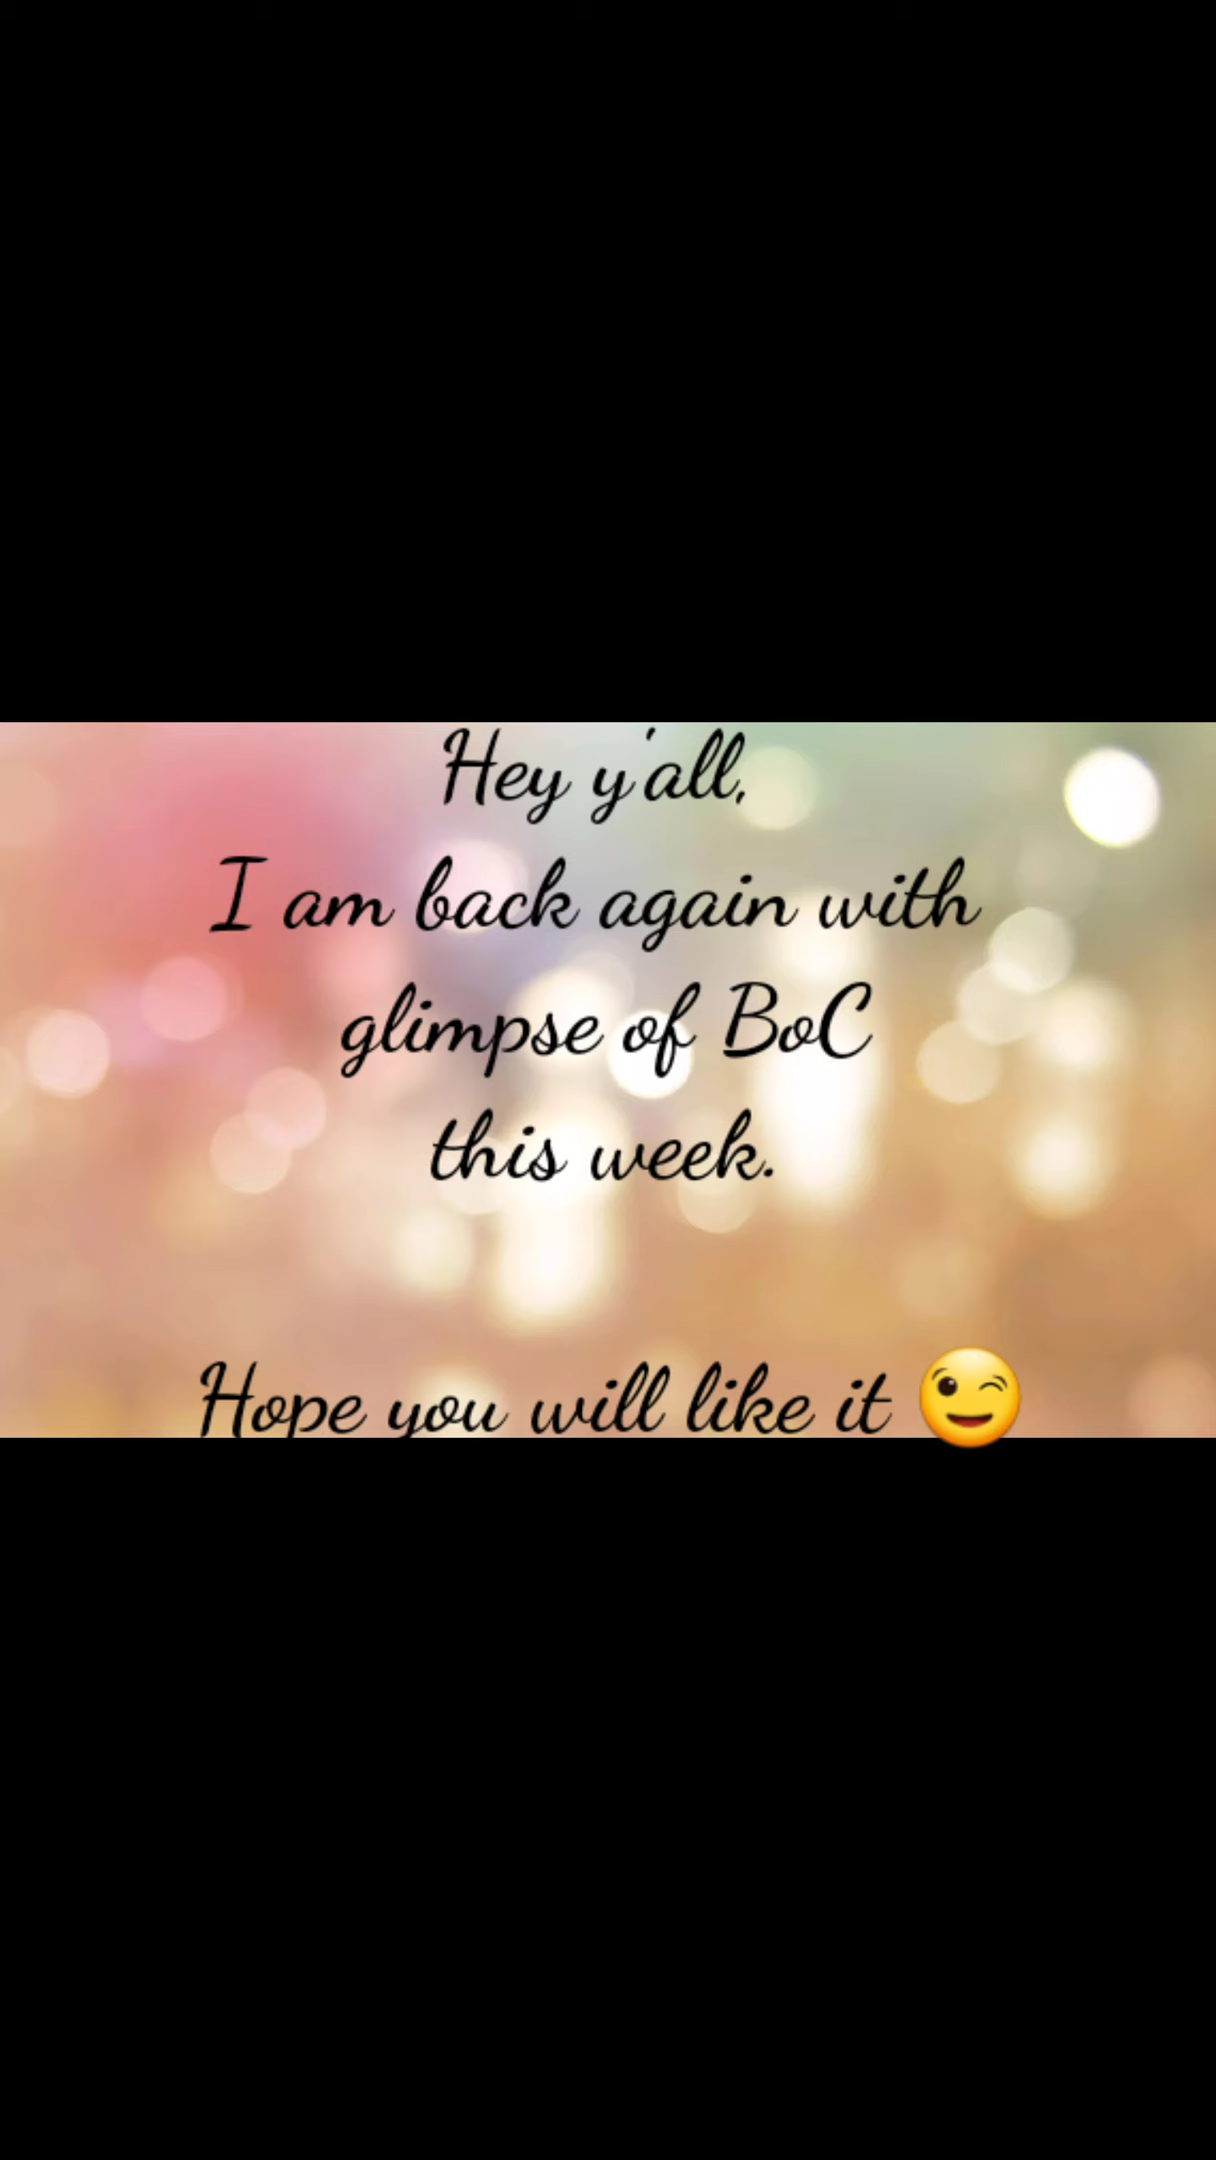 Hey y'all,
I am back again with
glimpse of BoC
this week.
Hope you will like it 😉